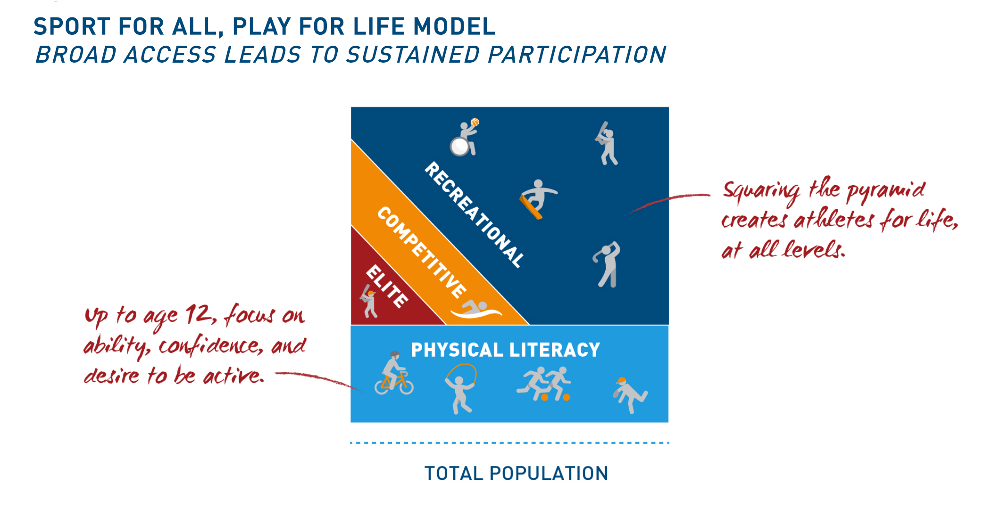 SPORT FOR ALL, PLAY FOR LIFE MODEL
BROAD ACCESS LEADS TO SUSTAINED PARTICIPATION
RECREATIONAL
COMPETITIVE
ELITE
Squaring the pyramid
creates athletes for life,
at all levels.
Up to age 12, focus on
ability, confidence, and
desire to be active.
PHYSICAL LITERACY
TOTAL POPULATION